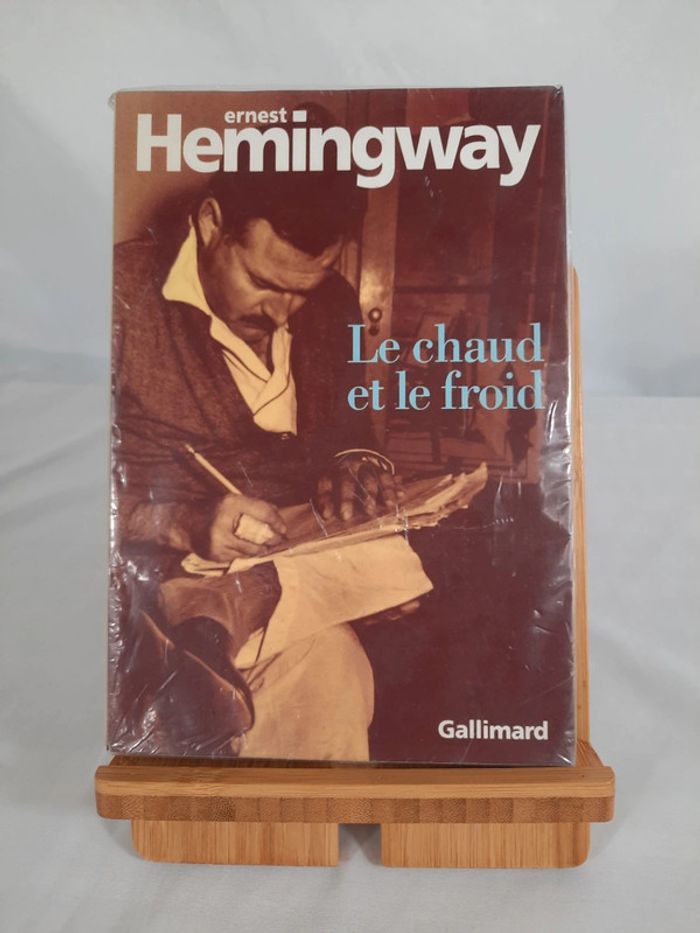 ernest
Hemingway
Le chaud
et le froid
Gallimard